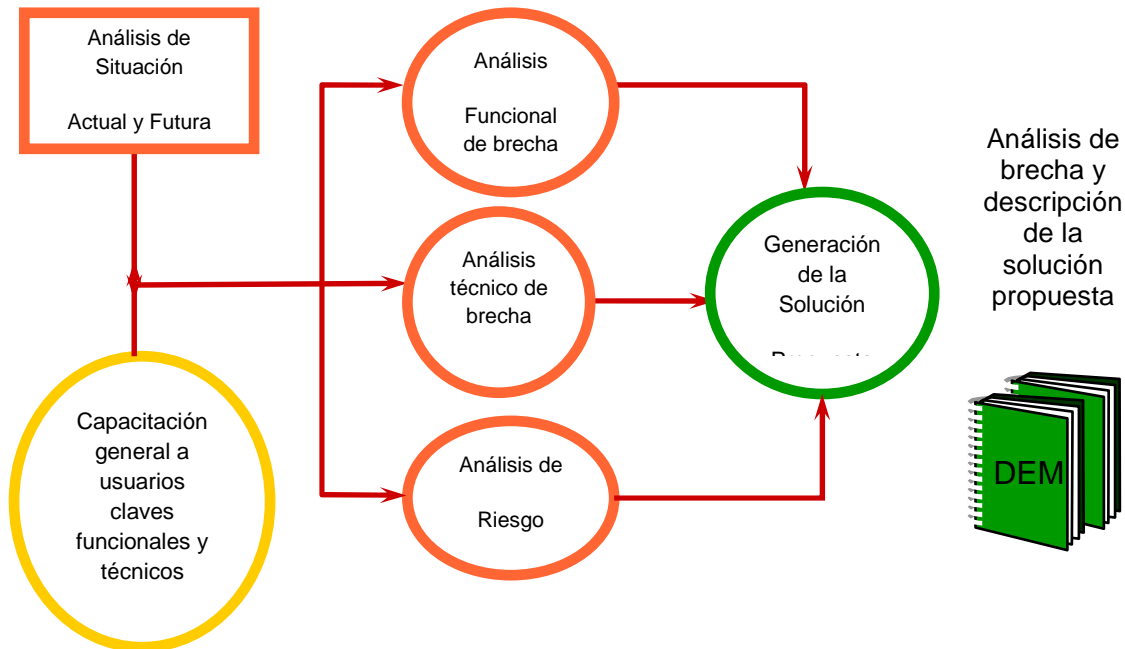 Análisis de
Situación
Actual y Futura
Capacitación
general a
usuarios
claves
funcionales y
técnicos
Análisis
Funcional
de brecha
Análisis
técnico de
brecha
Análisis de
Riesgo
Generación
de la
Solución
Análisis de
brecha y
descripción
de la
solución
propuesta
DEM